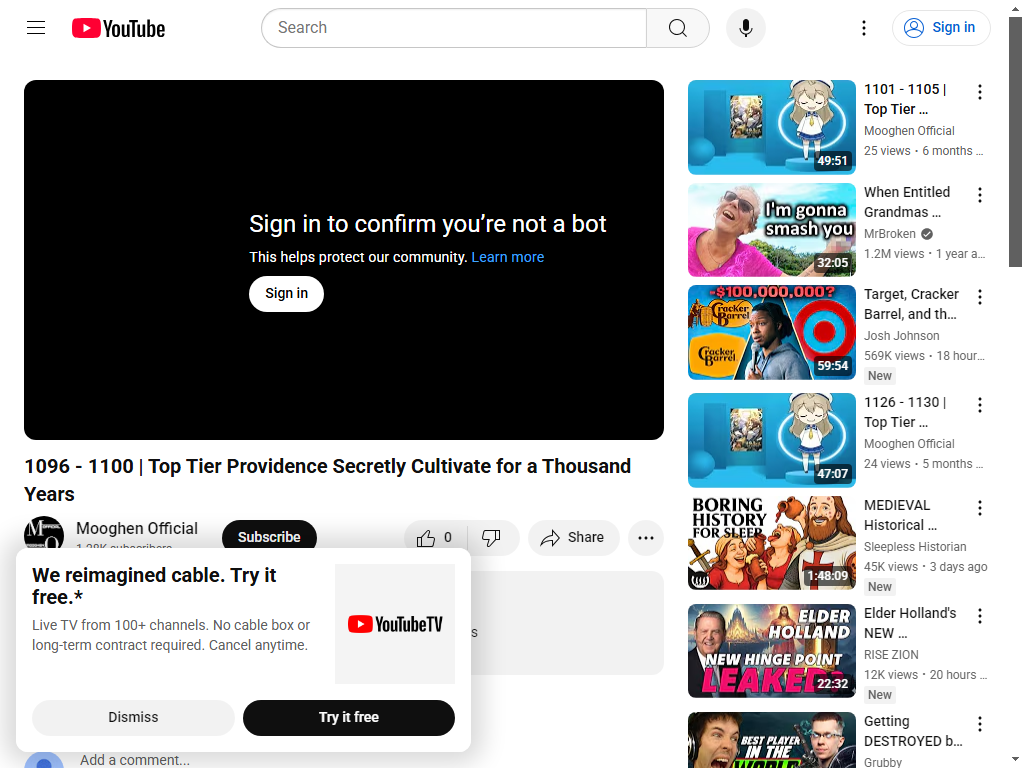 YouTube
Search
Sign in
Sign in to confirm you're not a bot
This helps protect our community. Learn more
Sign in
1096 - 1100 | Top Tier Providence Secretly Cultivate for a Thousand
Years
Mooghen Official
Subscribe
0
Share
We reimagined cable. Try it
free.*
Live TV from 100+ channels. No cable box or
long-term contract required. Cancel anytime.
YouTubeTV
Dismiss
Try it free
Add a comment...
1101 - 1105 |
Top Tier ...
Mooghen Official
25 views • 6 months ...
49:51
When Entitled
Grandmas ...
MrBroken
1.2M views • 1 year a...
I'm gonna
smash you
32:05
Target, Cracker
Barrel, and th...
Josh Johnson
569K views • 18 hour...
New
-$100,000,000?
Cracker
Barrel
Cracker
Barrel
59:54
1126 - 1130 |
Top Tier ...
Mooghen Official
24 views • 5 months ...
47:07
MEDIEVAL
Historical ...
Sleepless Historian
45K views • 3 days ago
New
BORING
HISTORY
FOR SLEEP
1:48:09
Elder Holland's
NEW ...
RISE ZION
12K views • 20 hours ...
New
ELDER
HOLLAND
NEW HINGE POINT
LEAKED?
22:32
Getting
DESTROYED b...
Grubby
BEST PLAYER
IN THE
WORLD